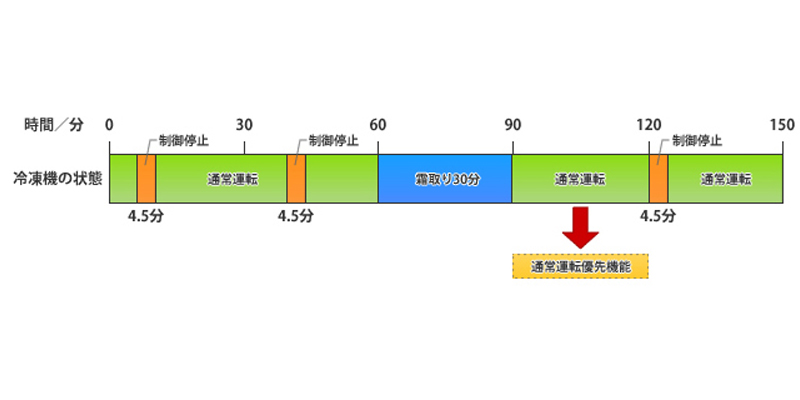 時間／分 0 30 60 90 120 150
制御停止 制御停止 制御停止
冷凍機の状態 通常運転 霜取り30分 通常運転 通常運転
4.5分 4.5分 4.5分
通常運転優先機能